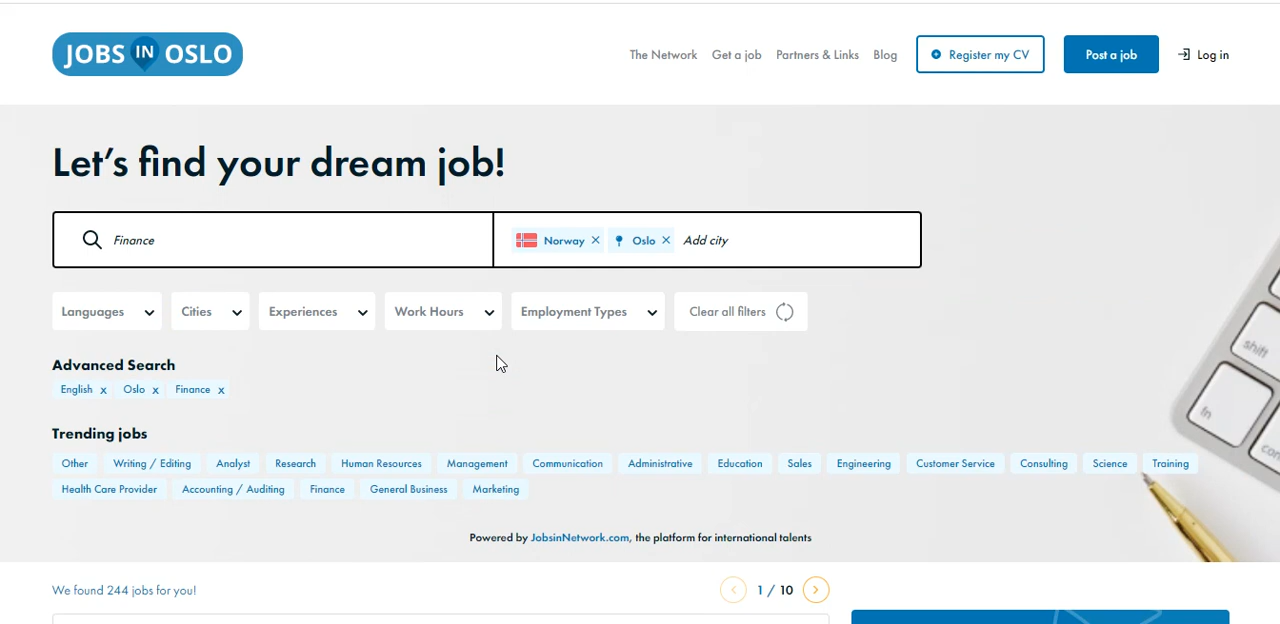 JOBS IN OSLO
The Network Get a job Partners & Links Blog Register my CV Post a job Log in
Let's find your dream job!
Finance Norway × Oslo × Add city
Languages Cities Experiences Work Hours Employment Types Clear all filters
Advanced Search
English x Oslo x Finance x
Trending jobs
Other Writing / Editing Analyst Research Human Resources Management Communication Administrative Education Sales Engineering Customer Service Consulting Science Training
Health Care Provider Accounting / Auditing Finance General Business Marketing
Powered by JobsinNetwork.com, the platform for international talents
We found 244 jobs for you! 1 / 10
shift
fn